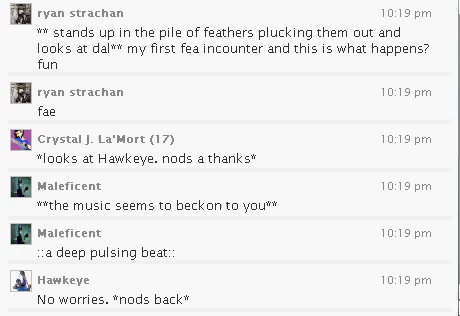 ryan strachan 10:19 pm
** stands up in the pile of feathers plucking them out and
looks at dal** my first fea incounter and this is what happens?
fun
ryan strachan 10:19 pm
fae
Crystal J. La'Mort (17) 10:19 pm
*looks at Hawkeye. nods a thanks*
Maleficent 10:19 pm
**the music seems to beckon to you**
Maleficent 10:19 pm
::a deep pulsing beat::
Hawkeye 10:19 pm
No worries. *nods back*